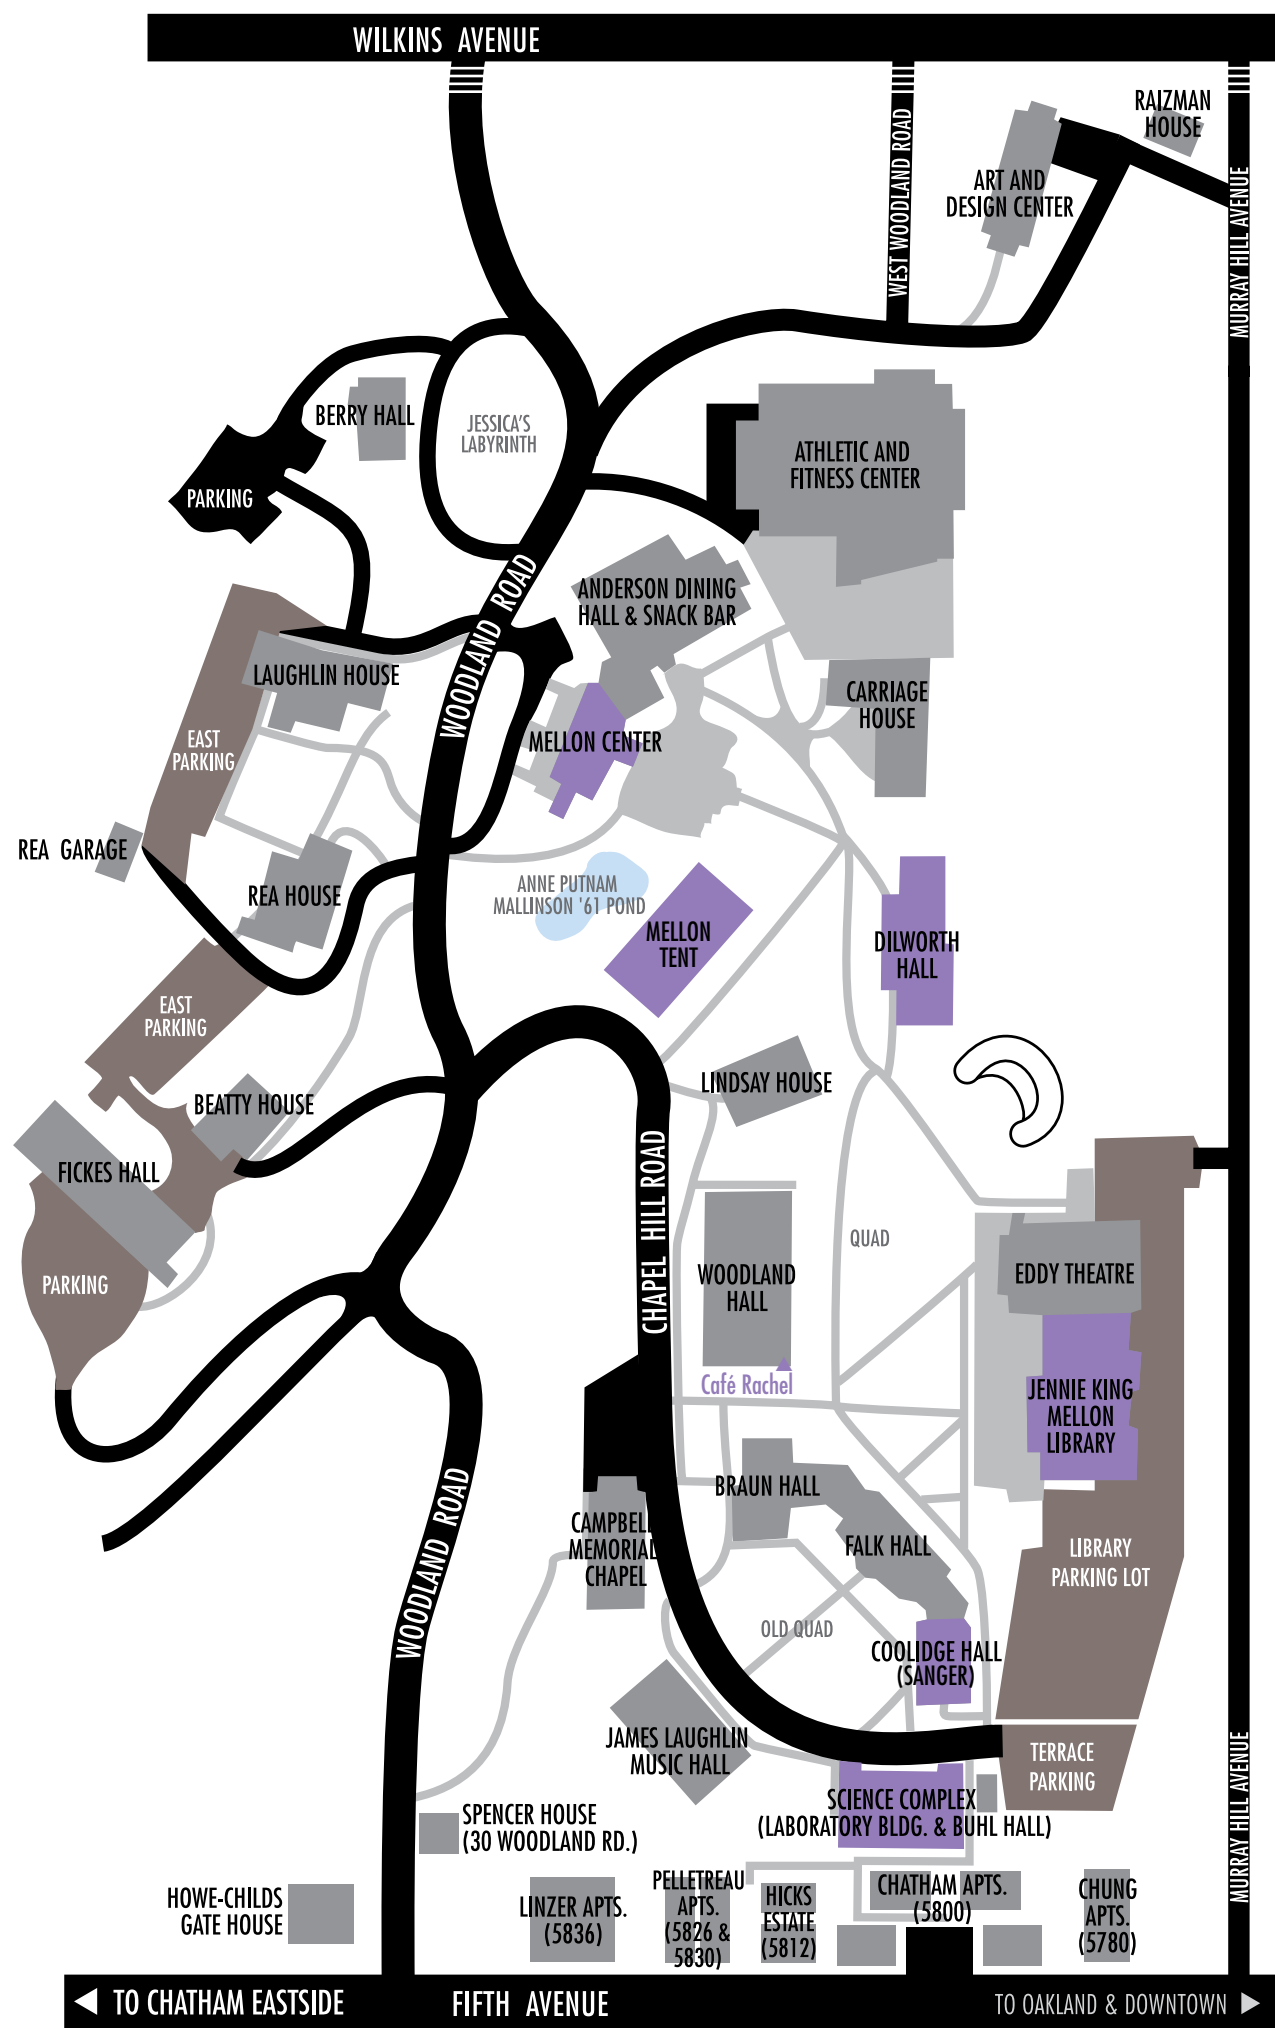 WILKINS AVENUE
RAIZMAN
HOUSE
WEST WOODLAND ROAD
ART AND
DESIGN CENTER
MURRAY HILL AVENUE
BERRY HALL
JESSICA'S
LABYRINTH
ATHLETIC AND
FITNESS CENTER
PARKING
WOODLAND ROAD
ANDERSON DINING
HALL & SNACK BAR
LAUGHLIN HOUSE
CARRIAGE
HOUSE
EAST
PARKING
MELLON CENTER
REA GARAGE
REA HOUSE
ANNE PUTNAM
MALLINSON '61 POND
MELLON
TENT
DILWORTH
HALL
EAST
PARKING
LINDSAY HOUSE
BEATTY HOUSE
FICKES HALL
CHAPEL HILL ROAD
QUAD
PARKING
WOODLAND
HALL
EDDY THEATRE
Café Rachel
JENNIE KING
MELLON
LIBRARY
BRAUN HALL
WOODLAND ROAD
CAMPBELL
MEMORIAL
CHAPEL
FALK HALL
LIBRARY
PARKING LOT
OLD QUAD
COOLIDGE HALL
(SANGER)
JAMES LAUGHLIN
MUSIC HALL
TERRACE
PARKING
MURRAY HILL AVENUE
SCIENCE COMPLEX
(LABORATORY BLDG. & BUHL HALL)
SPENCER HOUSE
(30 WOODLAND RD.)
HOWE-CHILDS
GATE HOUSE
LINZER APTS.
(5836)
PELLETREAU
APTS.
(5826 &
5830)
HICKS
ESTATE
(5812)
CHATHAM APTS.
(5800)
CHUNG
APTS.
(5780)
TO CHATHAM EASTSIDE
FIFTH AVENUE
TO OAKLAND & DOWNTOWN